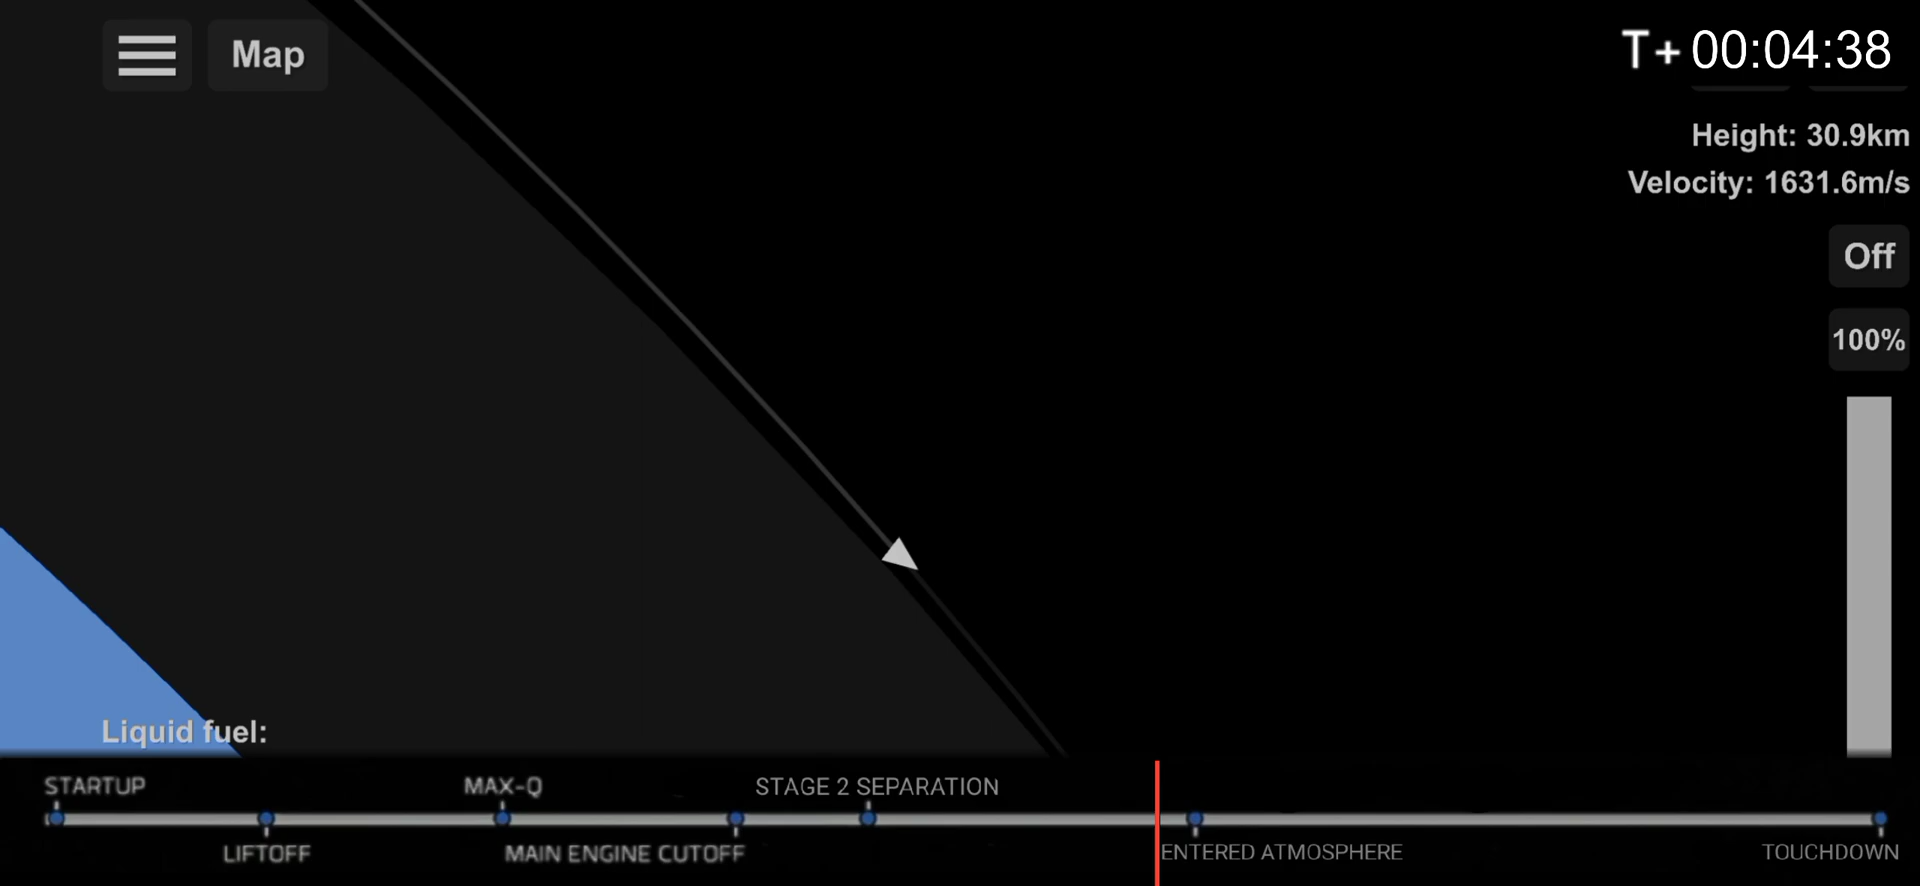 Map
T+ 00:04:38
Height: 30.9km
Velocity: 1631.6m/s
Off
100%
Liquid fuel:
STARTUP
MAX-Q
STAGE 2 SEPARATION
LIFTOFF
MAIN ENGINE CUTOFF
ENTERED ATMOSPHERE
TOUCHDOWN